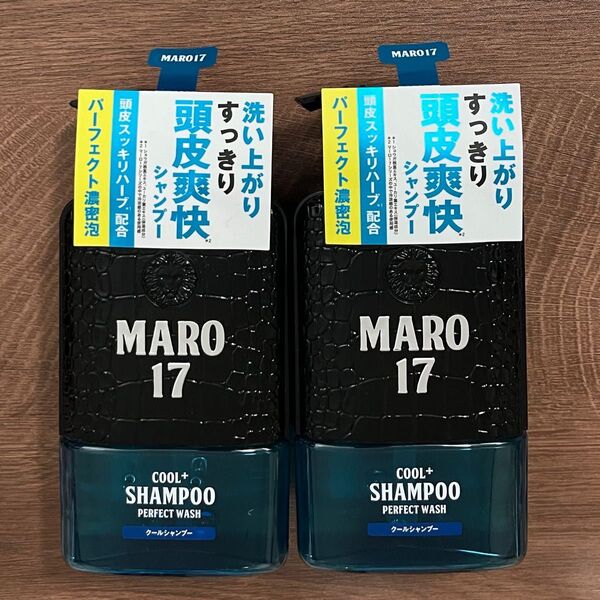 MARO17
洗い上がり
すっきり
頭皮爽快
シャンプー
※2
頭皮スッキリハーブ※1配合
パーフェクト濃密泡
MARO
17
COOL+
SHAMPOO
PERFECT WASH
クールシャンプー
MARO17
洗い上がり
すっきり
頭皮爽快
シャンプー
※2
頭皮スッキリハーブ※1配合
パーフェクト濃密泡
MARO
17
COOL+
SHAMPOO
PERFECT WASH
クールシャンプー